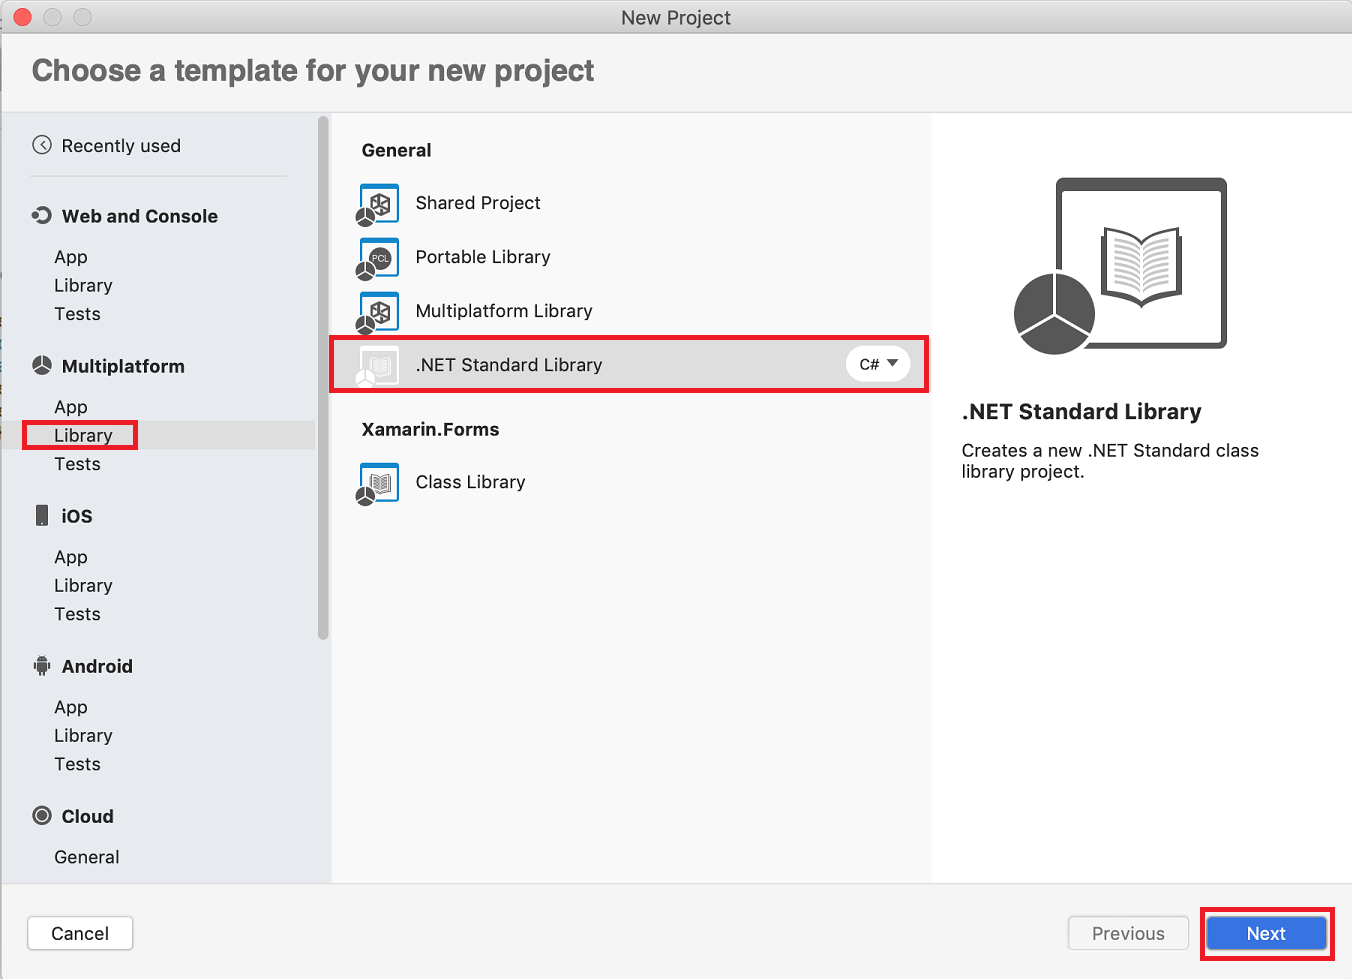 New Project
Choose a template for your new project
Recently used
Web and Console
App
Library
Tests
Multiplatform
App
Library
Tests
iOS
App
Library
Tests
Android
App
Library
Tests
Cloud
General
General
Shared Project
PCL
Portable Library
Multiplatform Library
.NET Standard Library
C#
Xamarin.Forms
Class Library
.NET Standard Library
Creates a new .NET Standard class
library project.
Cancel
Previous
Next